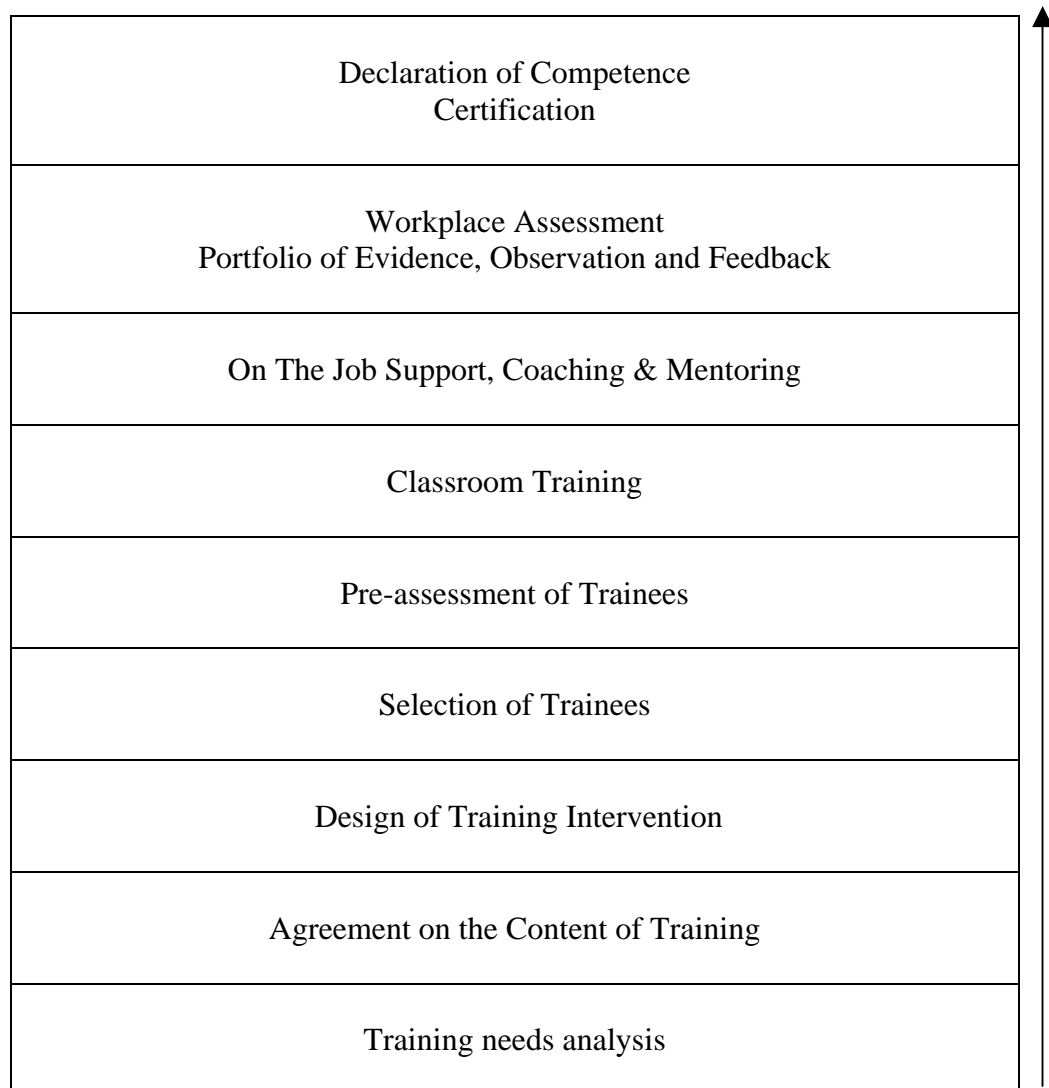 Declaration of Competence
Certification
Workplace Assessment
Portfolio of Evidence, Observation and Feedback
On The Job Support, Coaching & Mentoring
Classroom Training
Pre-assessment of Trainees
Selection of Trainees
Design of Training Intervention
Agreement on the Content of Training
Training needs analysis